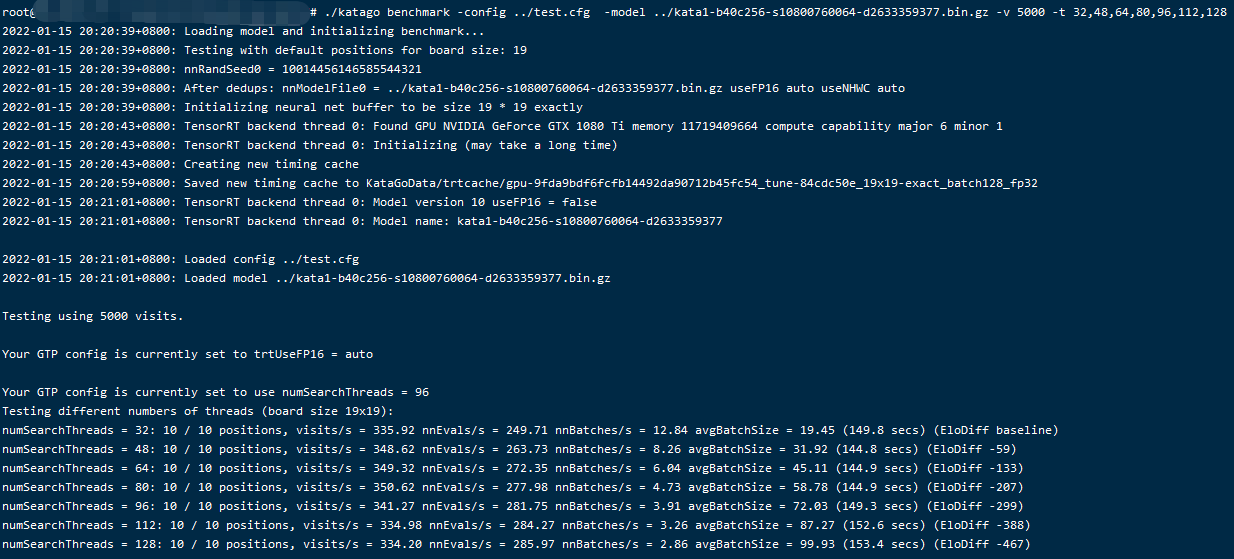 root@ # ./katago benchmark -config ../test.cfg -model ../kata1-b40c256-s10800760064-d2633359377.bin.gz -v 5000 -t 32,48,64,80,96,112,128
2022-01-15 20:20:39+0800: Loading model and initializing benchmark...
2022-01-15 20:20:39+0800: Testing with default positions for board size: 19
2022-01-15 20:20:39+0800: nnRandSeed0 = 10014456146585544321
2022-01-15 20:20:39+0800: After dedups: nnModelFile0 = ../kata1-b40c256-s10800760064-d2633359377.bin.gz useFP16 auto useNHWC auto
2022-01-15 20:20:39+0800: Initializing neural net buffer to be size 19 * 19 exactly
2022-01-15 20:20:43+0800: TensorRT backend thread 0: Found GPU NVIDIA GeForce GTX 1080 Ti memory 11719409664 compute capability major 6 minor 1
2022-01-15 20:20:43+0800: TensorRT backend thread 0: Initializing (may take a long time)
2022-01-15 20:20:43+0800: Creating new timing cache
2022-01-15 20:20:59+0800: Saved new timing cache to KataGoData/trtcache/gpu-9fda9bdf6fcfb14492da90712b45fc54_tune-84cdc50e_19x19-exact_batch128_fp32
2022-01-15 20:21:01+0800: TensorRT backend thread 0: Model version 10 useFP16 = false
2022-01-15 20:21:01+0800: TensorRT backend thread 0: Model name: kata1-b40c256-s10800760064-d2633359377
2022-01-15 20:21:01+0800: Loaded config ../test.cfg
2022-01-15 20:21:01+0800: Loaded model ../kata1-b40c256-s10800760064-d2633359377.bin.gz
Testing using 5000 visits.
Your GTP config is currently set to trtUseFP16 = auto
Your GTP config is currently set to use numSearchThreads = 96
Testing different numbers of threads (board size 19x19):
numSearchThreads = 32: 10 / 10 positions, visits/s = 335.92 nnEvals/s = 249.71 nnBatches/s = 12.84 avgBatchSize = 19.45 (149.8 secs) (EloDiff baseline)
numSearchThreads = 48: 10 / 10 positions, visits/s = 348.62 nnEvals/s = 263.73 nnBatches/s = 8.26 avgBatchSize = 31.92 (144.8 secs) (EloDiff -59)
numSearchThreads = 64: 10 / 10 positions, visits/s = 349.32 nnEvals/s = 272.35 nnBatches/s = 6.04 avgBatchSize = 45.11 (144.9 secs) (EloDiff -133)
numSearchThreads = 80: 10 / 10 positions, visits/s = 350.62 nnEvals/s = 277.98 nnBatches/s = 4.73 avgBatchSize = 58.78 (144.9 secs) (EloDiff -207)
numSearchThreads = 96: 10 / 10 positions, visits/s = 341.27 nnEvals/s = 281.75 nnBatches/s = 3.91 avgBatchSize = 72.03 (149.3 secs) (EloDiff -299)
numSearchThreads = 112: 10 / 10 positions, visits/s = 334.98 nnEvals/s = 284.27 nnBatches/s = 3.26 avgBatchSize = 87.27 (152.6 secs) (EloDiff -388)
numSearchThreads = 128: 10 / 10 positions, visits/s = 334.20 nnEvals/s = 285.97 nnBatches/s = 2.86 avgBatchSize = 99.93 (153.4 secs) (EloDiff -467)